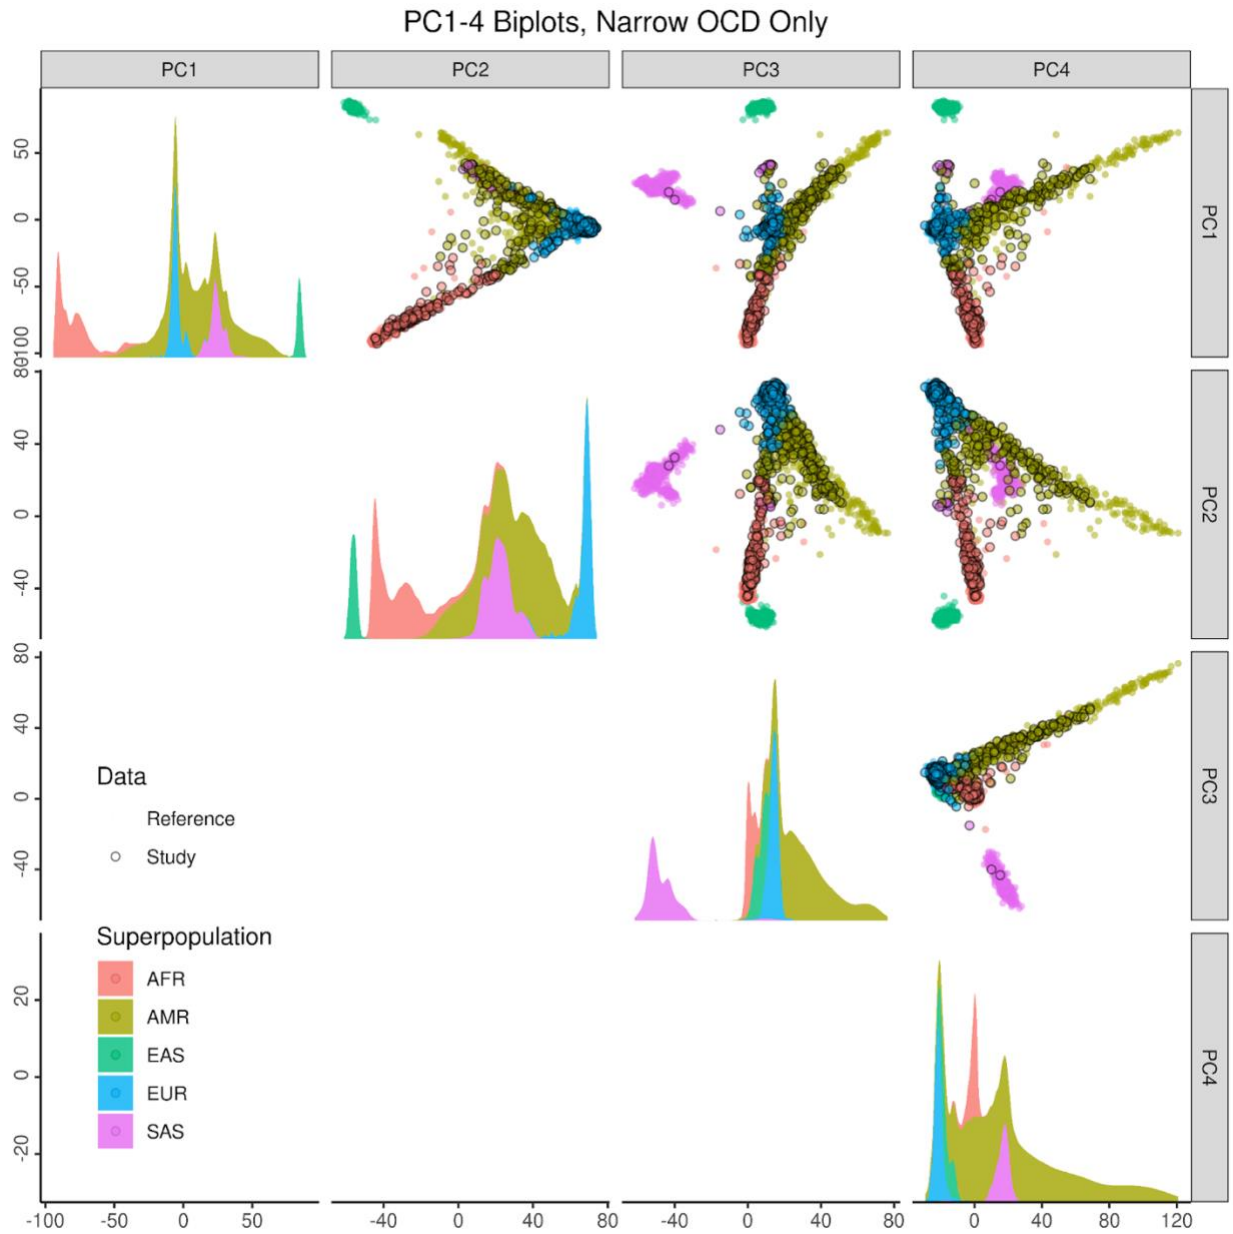 PC1-4 Biplots, Narrow OCD Only
PC1 PC2 PC3 PC4
50
0
-50
-100
PC1
80
40
0
-40
PC2
80
40
0
-40
PC3
Data
Reference
Study
Superpopulation
AFR
AMR
EAS
EUR
SAS
20
0
-20
PC4
-100 -50 0 50 -40 0 40 80 -40 0 40 80 0 40 80 120